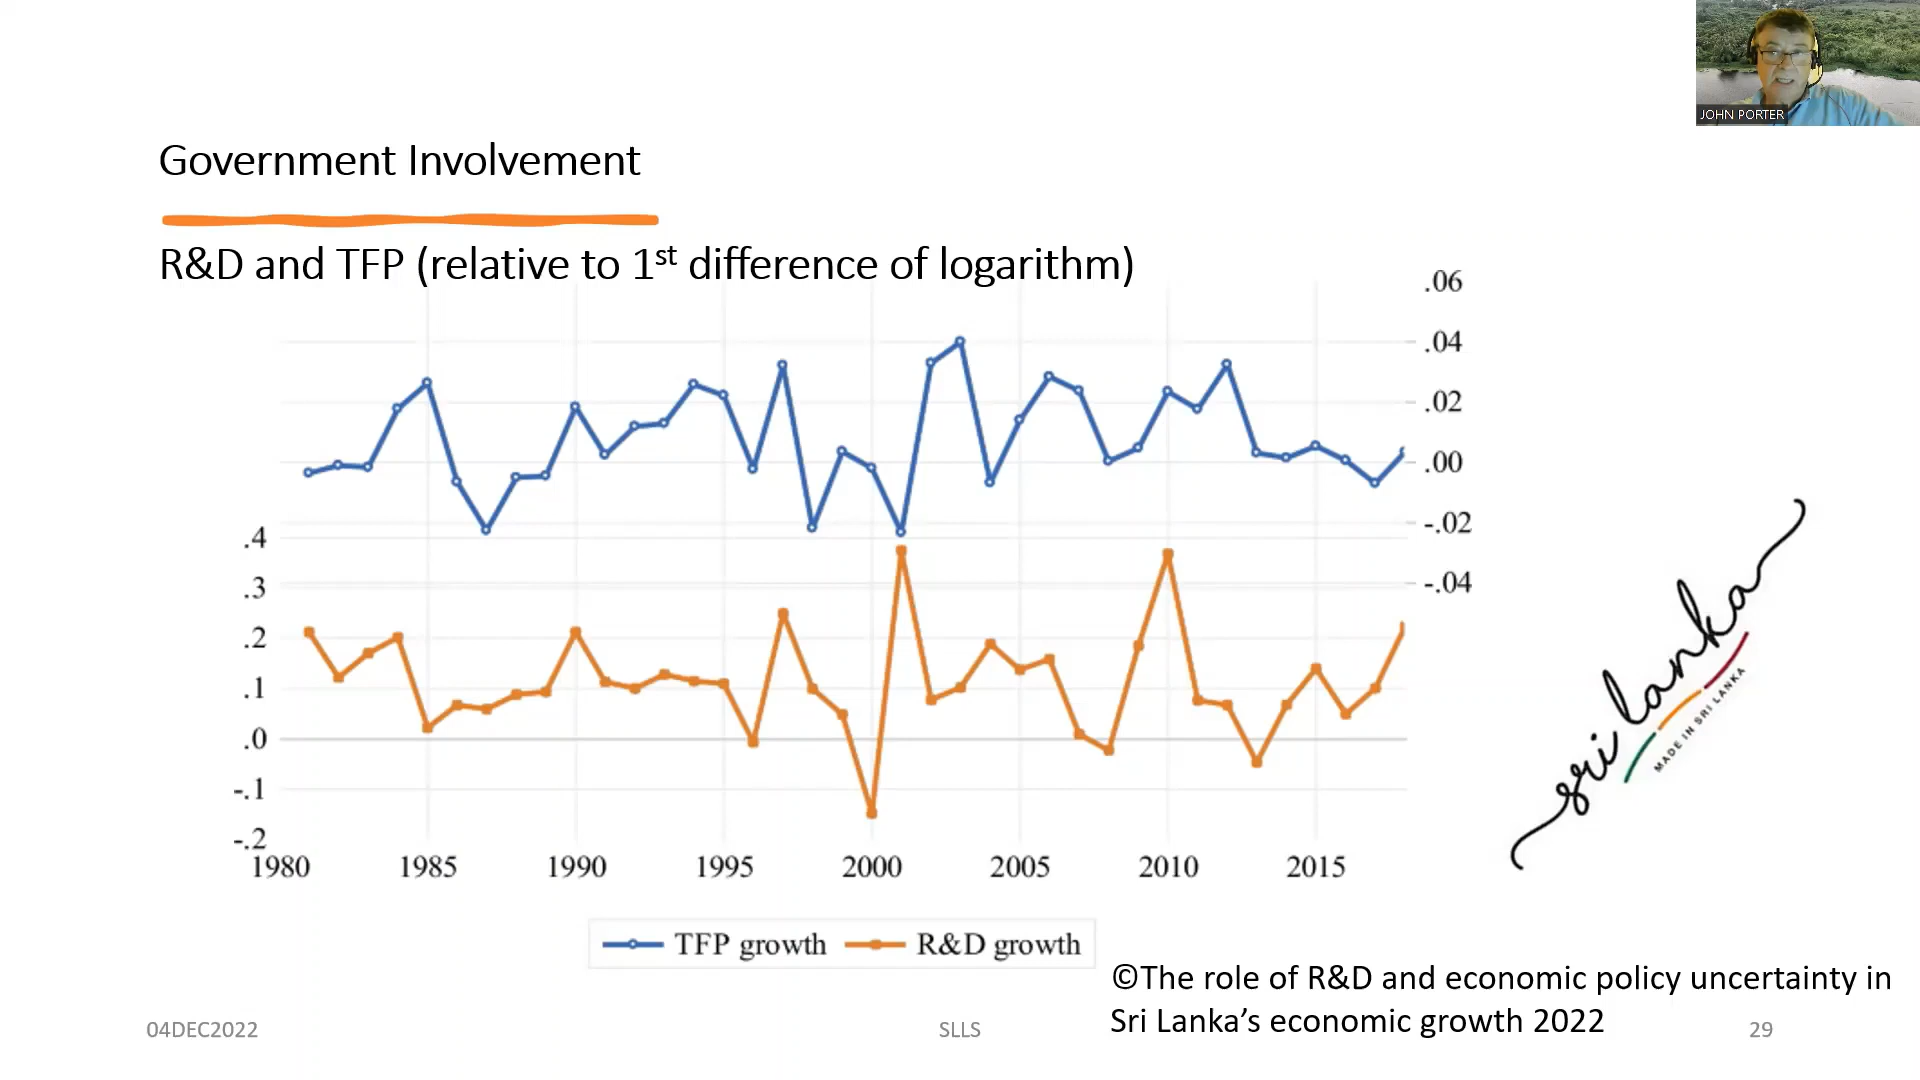 JOHN PORTER
Government Involvement
R&D and TFP (relative to 1st difference of logarithm)
.06
.04
.02
.00
-.02
-.04
.4
.3
.2
.1
.0
-.1
-.2
1980 1985 1990 1995 2000 2005 2010 2015
TFP growth R&D growth
sri lanka
MADE IN SRI LANKA
©The role of R&D and economic policy uncertainty in
Sri Lanka’s economic growth 2022
04DEC2022 SLLS 29